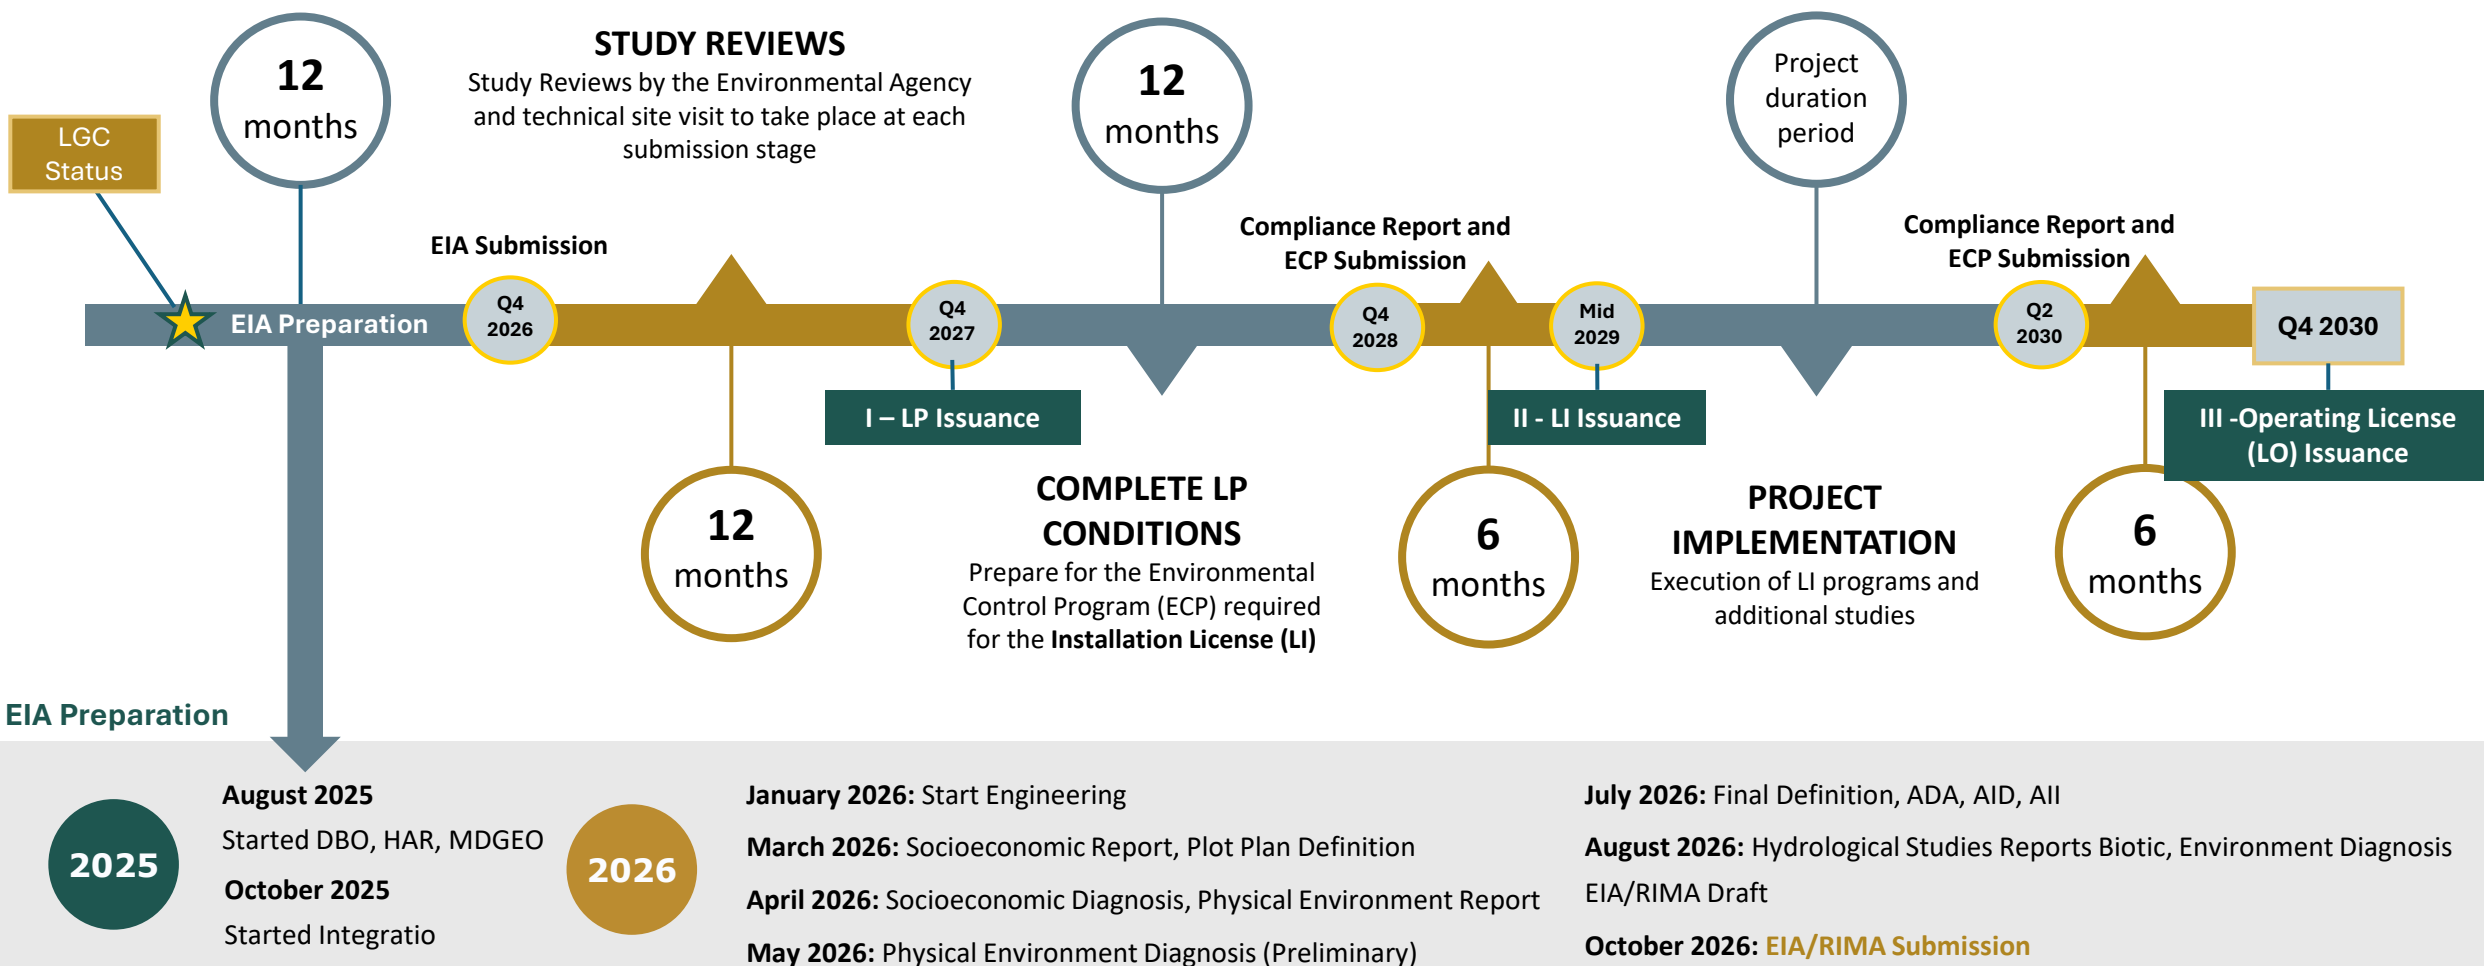 12
months
STUDY REVIEWS
Study Reviews by the Environmental Agency
and technical site visit to take place at each
submission stage
12
months
Project
duration
period
LGC
Status
EIA Submission
Compliance Report and
ECP Submission
Compliance Report and
ECP Submission
EIA Preparation
Q4
2026
Q4
2027
Q4
2028
Mid
2029
Q2
2030
Q4 2030
I – LP Issuance
II - LI Issuance
III -Operating License
(LO) Issuance
12
months
COMPLETE LP
CONDITIONS
Prepare for the Environmental
Control Program (ECP) required
for the Installation License (LI)
6
months
PROJECT
IMPLEMENTATION
Execution of LI programs and
additional studies
6
months
EIA Preparation
2025
August 2025
Started DBO, HAR, MDGEO
October 2025
Started Integratio
2026
January 2026: Start Engineering
March 2026: Socioeconomic Report, Plot Plan Definition
April 2026: Socioeconomic Diagnosis, Physical Environment Report
May 2026: Physical Environment Diagnosis (Preliminary)
July 2026: Final Definition, ADA, AID, AII
August 2026: Hydrological Studies Reports Biotic, Environment Diagnosis
EIA/RIMA Draft
October 2026: EIA/RIMA Submission